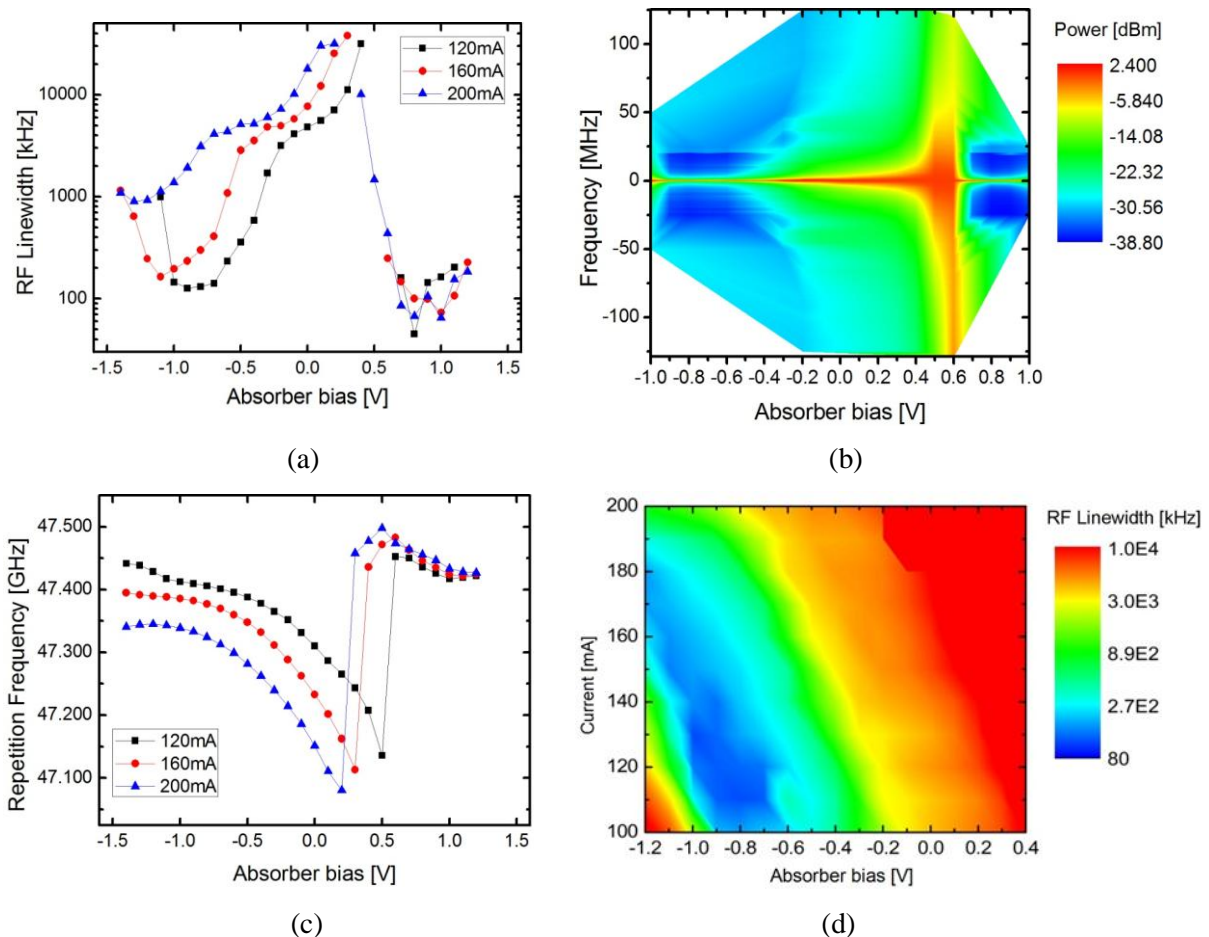 RF Linewidth [kHz]
10000
1000
100
120mA
160mA
200mA
-1.5 -1.0 -0.5 0.0 0.5 1.0 1.5
Absorber bias [V]
(a)
Frequency [MHz]
100
50
0
-50
-100
-1.0 -0.8 -0.6 -0.4 -0.2 0.0 0.2 0.4 0.6 0.8 1.0
Absorber bias [V]
Power [dBm]
2.400
-5.840
-14.08
-22.32
-30.56
-38.80
(b)
Repetition Frequency [GHz]
47.500
47.400
47.300
47.200
47.100
120mA
160mA
200mA
-1.5 -1.0 -0.5 0.0 0.5 1.0 1.5
Absorber bias [V]
(c)
Current [mA]
200
180
160
140
120
100
-1.2 -1.0 -0.8 -0.6 -0.4 -0.2 0.0 0.2 0.4
Absorber bias [V]
RF Linewidth [kHz]
1.0E4
3.0E3
8.9E2
2.7E2
80
(d)